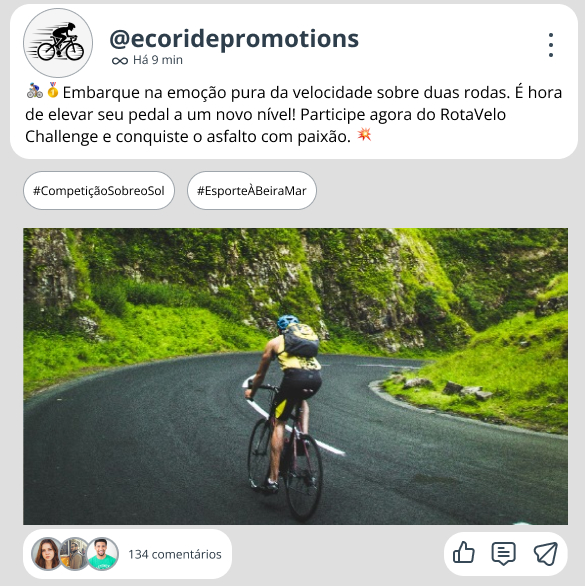 @ecoridepromotions
Há 9 min
🚴🏅Embarque na emoção pura da velocidade sobre duas rodas. É hora
de elevar seu pedal a um novo nível! Participe agora do RotaVelo
Challenge e conquiste o asfalto com paixão. 💥
#CompetiçãoSobreoSol
#EsporteÀBeiraMar
134 comentários